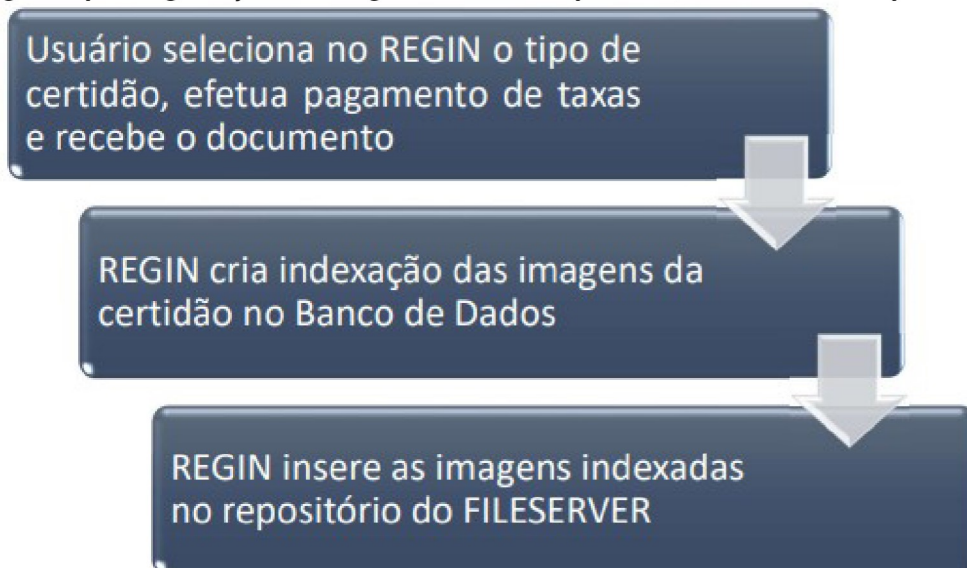 Usuário seleciona no REGIN o tipo de
certidão, efetua pagamento de taxas
e recebe o documento
REGIN cria indexação das imagens da
certidão no Banco de Dados
REGIN insere as imagens indexadas
no repositório do FILESERVER